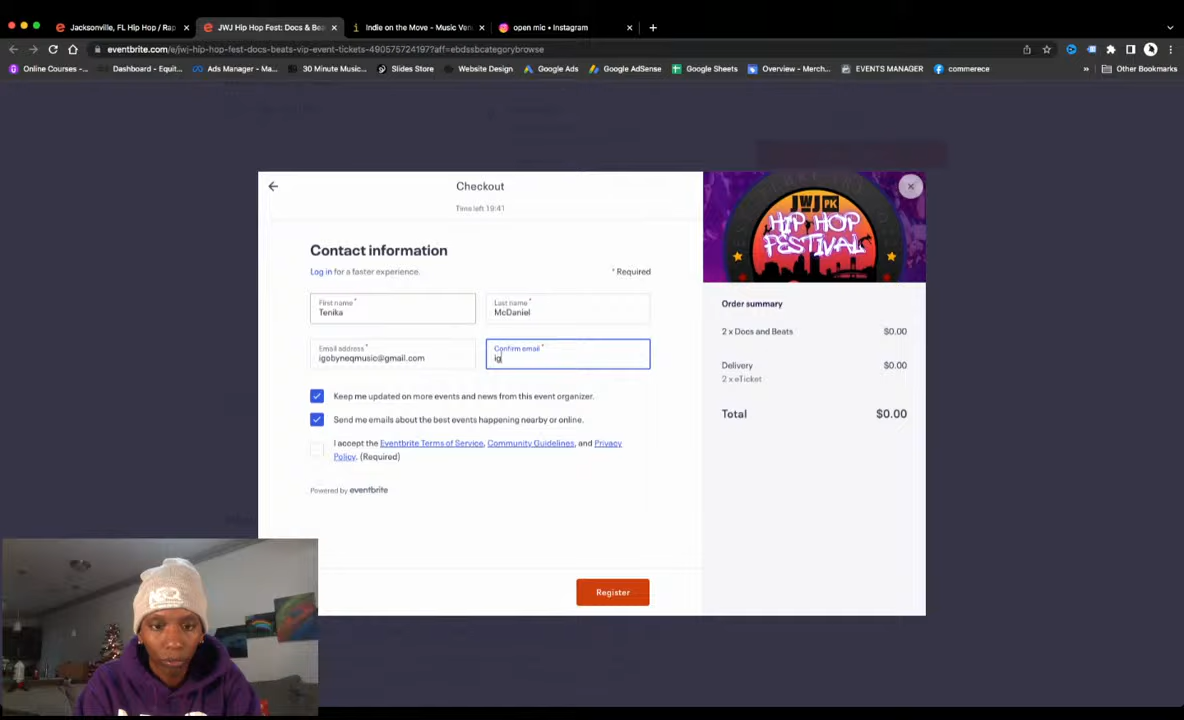 Jacksonville, FL Hip Hop / Rap
JWJ Hip Hop Fest: Docs & Bea
Indie on the Move - Music Ven
open mic • Instagram
eventbrite.com/e/jwj-hip-hop-fest-docs-beats-vip-event-tickets-490575724197?aff=ebdssbcategorybrowse
Online Courses -...
Dashboard - Equit...
Ads Manager - Ma...
30 Minute Music...
Slides Store
Website Design
Google Ads
Google AdSense
Google Sheets
Overview - Merch...
EVENTS MANAGER
commerece
»
Other Bookmarks
Checkout
Time left 19:41
Contact information
Log in for a faster experience.
* Required
First name *
Tenika
Last name *
McDaniel
Email address *
igobyneqmusic@gmail.com
Confirm email *
ig
Keep me updated on more events and news from this event organizer.
Send me emails about the best events happening nearby or online.
I accept the Eventbrite Terms of Service, Community Guidelines, and Privacy
Policy. (Required)
Powered by eventbrite
Register
JWJ PK
HIP HOP
FESTIVAL
Order summary
2 x Docs and Beats $0.00
Delivery $0.00
2 x eTicket
Total $0.00